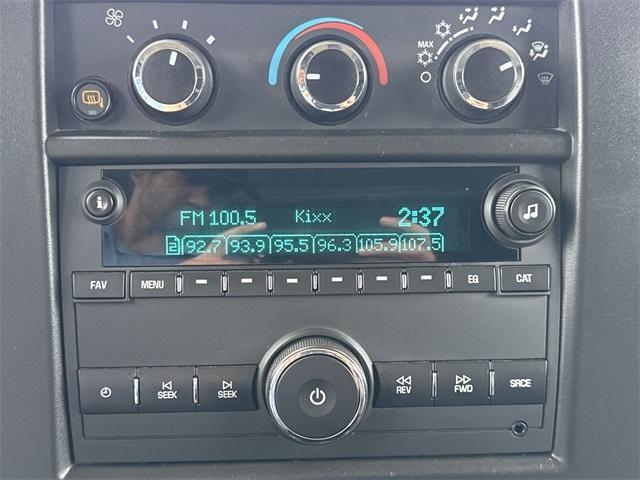 MAX
FM 100.5 Kixx 2:37
2 92.7 93.9 95.5 96.3 105.9 107.5
FAV MENU EQ CAT
SEEK SEEK REV FWD SRCE